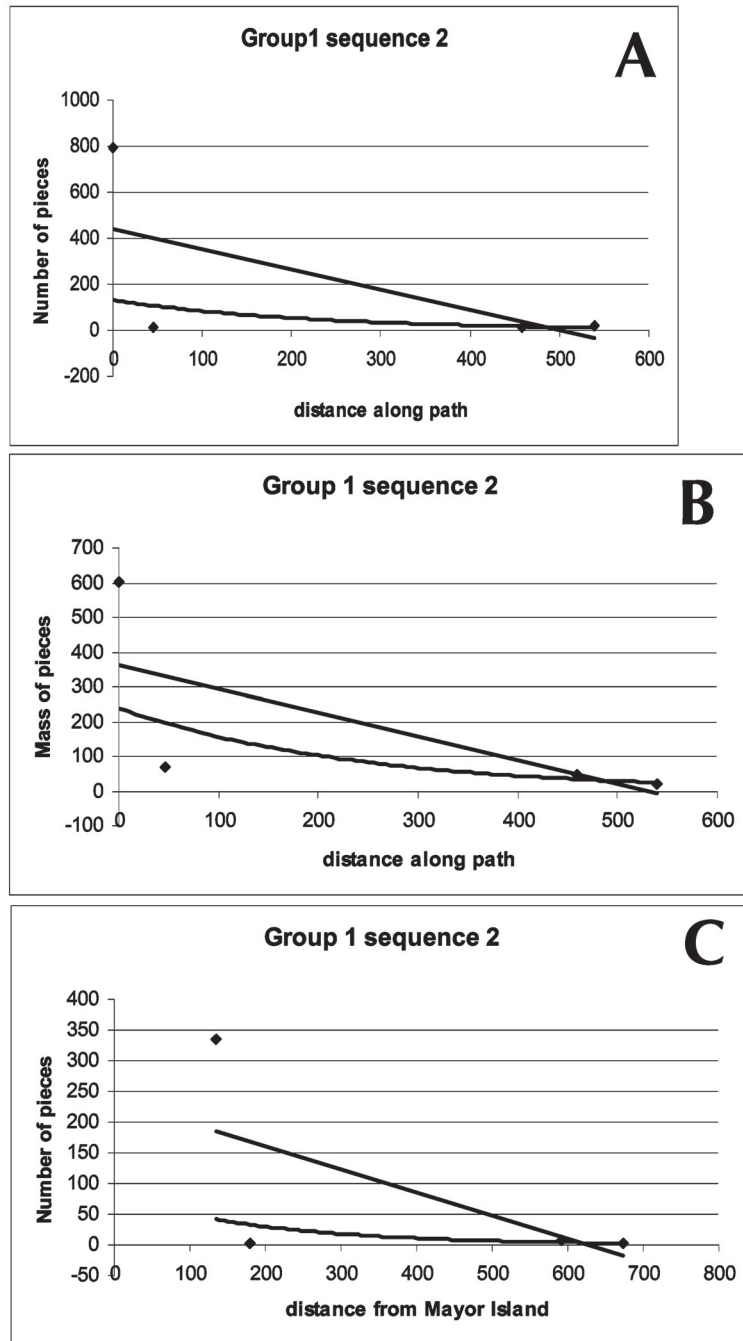 Group1 sequence 2
A
1000
800
600
400
200
0
-200
0 100 200 300 400 500 600
Number of pieces
distance along path
Group 1 sequence 2
B
700
600
500
400
300
200
100
0
-100
0 100 200 300 400 500 600
Mass of pieces
distance along path
Group 1 sequence 2
C
400
350
300
250
200
150
100
50
0
-50
0 100 200 300 400 500 600 700 800
Number of pieces
distance from Mayor Island